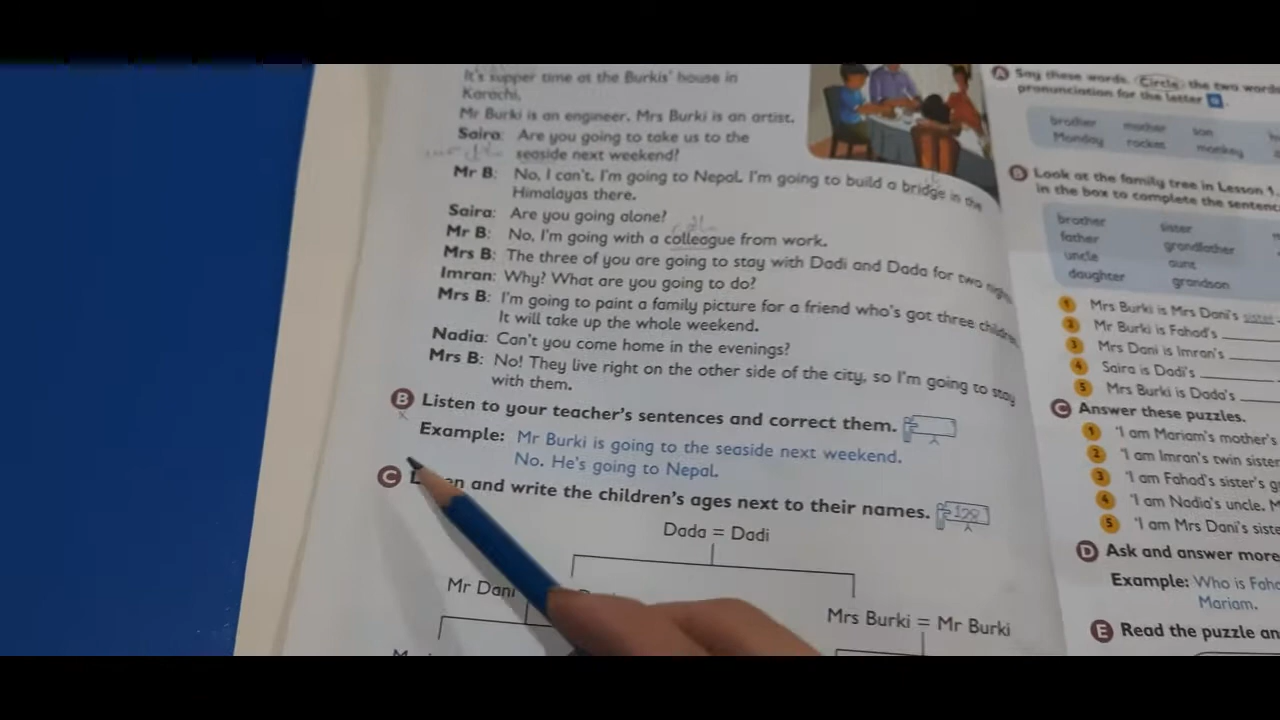 It's supper time at the Burkis' house in
Karachi.
Mr Burki is an engineer. Mrs Burki is an artist.
Saira: Are you going to take us to the
seaside next weekend?
Mr B: No, I can't. I'm going to Nepal. I'm going to build a bridge in the
Himalayas there.
Saira: Are you going alone?
Mr B: No, I'm going with a colleague from work.
Mrs B: The three of you are going to stay with Dadi and Dada for two nights.
Imran: Why? What are you going to do?
Mrs B: I'm going to paint a family picture for a friend who's got three children.
It will take up the whole weekend.
Nadia: Can't you come home in the evenings?
Mrs B: No! They live right on the other side of the city, so I'm going to stay
with them.
B Listen to your teacher's sentences and correct them.
Example: Mr Burki is going to the seaside next weekend.
No. He's going to Nepal.
C and write the children's ages next to their names. 128
Dada = Dadi
Mr Dani
Mrs Burki = Mr Burki
A Say these words. Circle the two words
pronunciation for the letter o.
brother mother son
Monday rocket monkey
B Look at the family tree in Lesson 1.
in the box to complete the
brother sister
father grandfather
uncle aunt
daughter grandson
1 Mrs Burki is Mrs Dani's sister
2 Mr Burki is Fahad's
3 Mrs Dani is Imran's
4 Saira is Dadi's
5 Mrs Burki is Dada's
C Answer these puzzles.
1 'I am Mariam's mother's
2 'I am Imran's twin
3 'I am Fahad's sister's
4 'I am Nadia's uncle.
5 'I am Mrs Dani's
D Ask and answer more
Example: Who is
Mariam.
E Read the puzzle